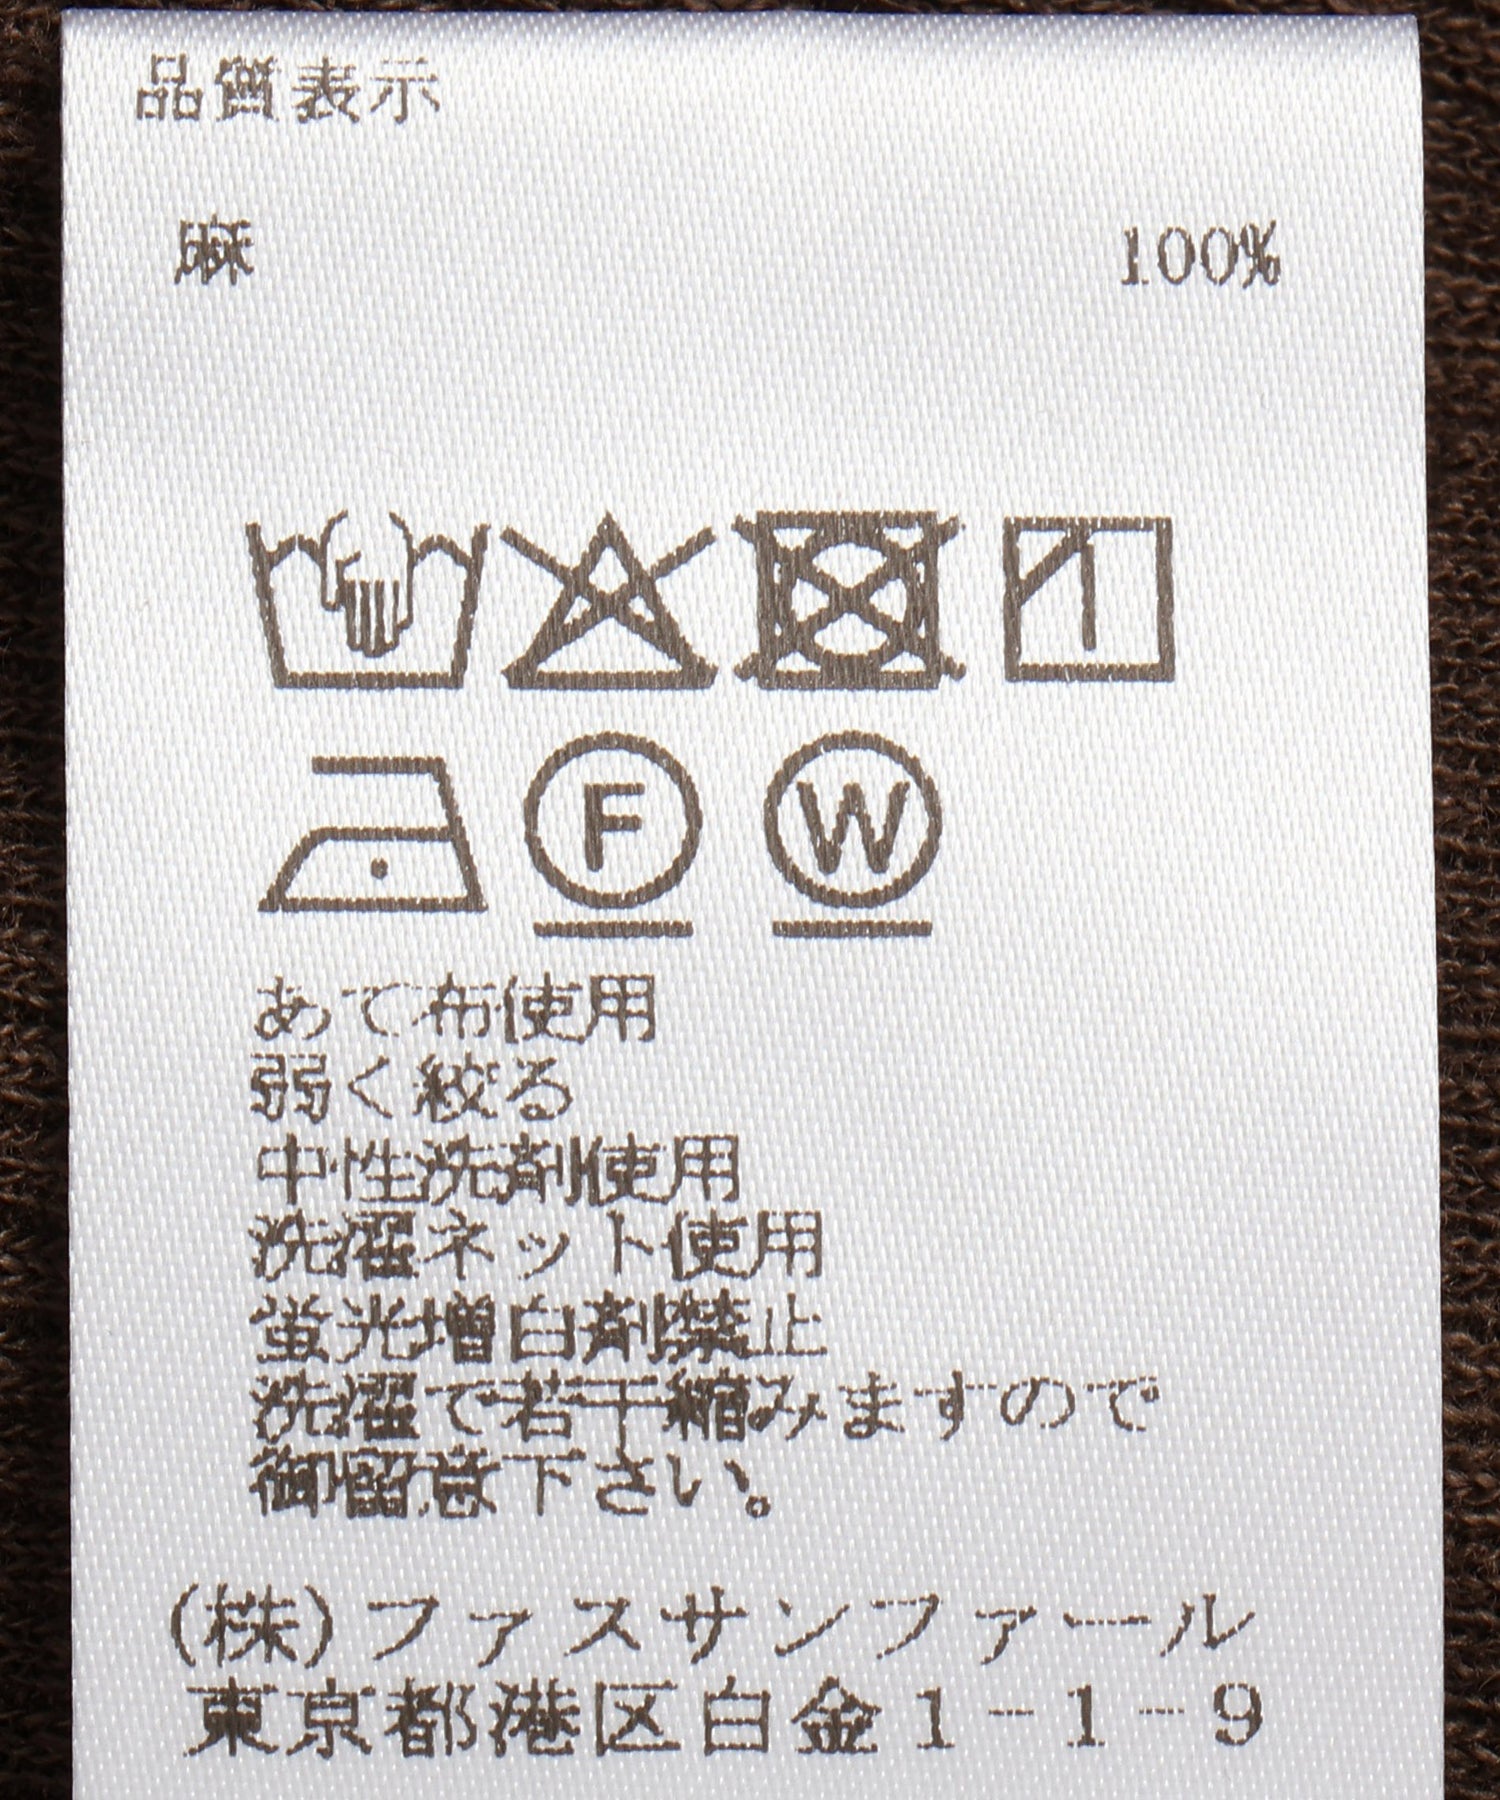 品質表示
麻 100%
F W
あて布使用
弱く絞る
中性洗剤使用
洗濯ネット使用
蛍光増白剤禁止
洗濯で若干縮みますので
御留意下さい。
(株)ファスサンファール
東京都港区白金1-1-9